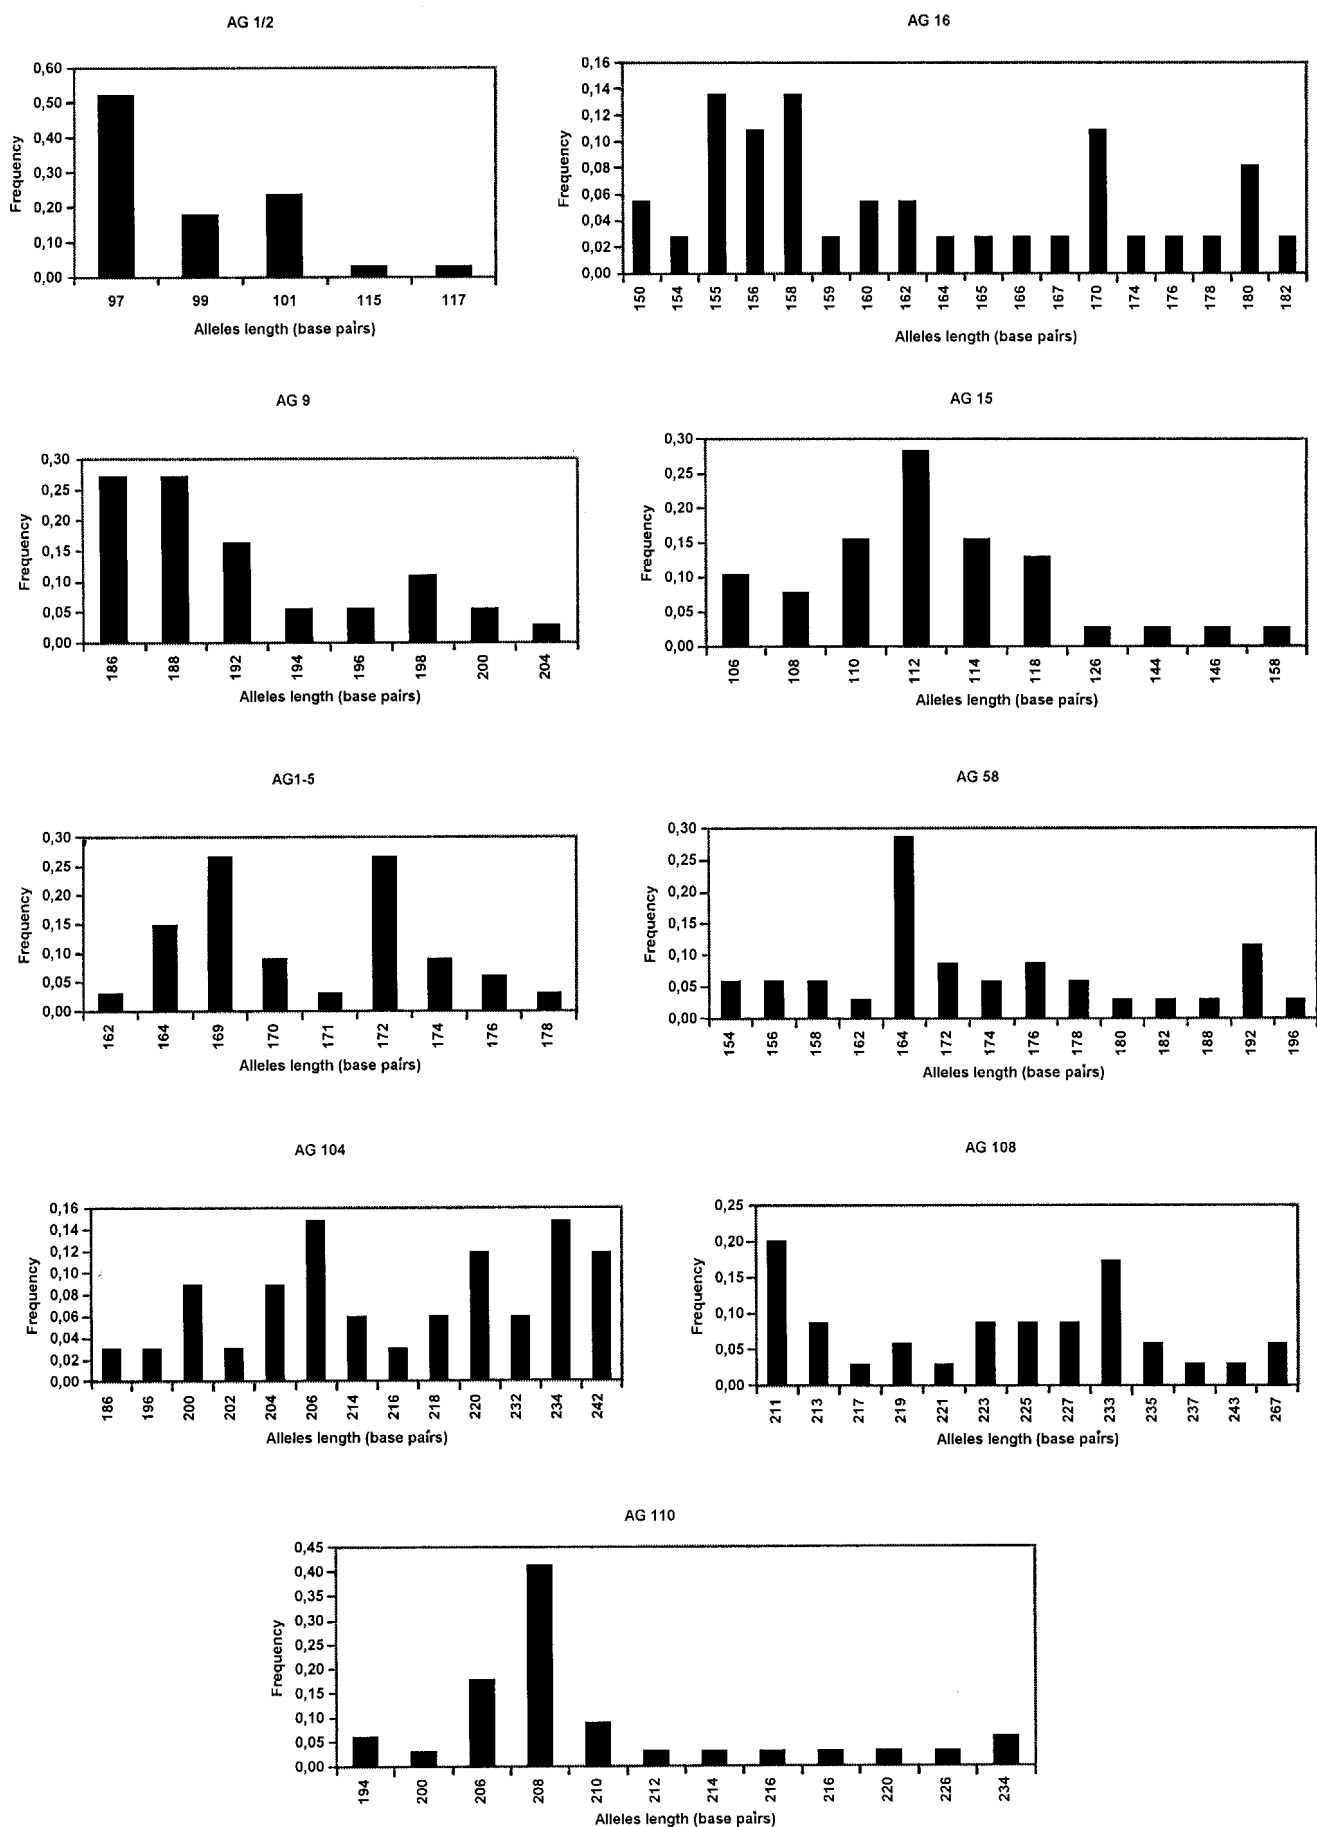 AG 1/2
0,60
0,50
0,40
0,30
0,20
0,10
0,00
Frequency
97 99 101 115 117
Alleles length (base pairs)
AG 16
0,16
0,14
0,12
0,10
0,08
0,06
0,04
0,02
0,00
Frequency
150 154 155 156 158 159 160 162 164 165 166 167 170 174 176 178 180 182
Alleles length (base pairs)
AG 9
0,30
0,25
0,20
0,15
0,10
0,05
0,00
Frequency
186 188 192 194 196 198 200 204
Alleles length (base pairs)
AG 15
0,30
0,25
0,20
0,15
0,10
0,05
0,00
Frequency
106 108 110 112 114 118 126 144 146 158
Alleles length (base pairs)
AG1-5
0,30
0,25
0,20
0,15
0,10
0,05
0,00
Frequency
162 164 169 170 171 172 174 176 178
Alleles length (base pairs)
AG 58
0,30
0,25
0,20
0,15
0,10
0,05
0,00
Frequency
154 156 158 162 164 172 174 176 178 180 182 188 192 196
Alleles length (base pairs)
AG 104
0,16
0,14
0,12
0,10
0,08
0,06
0,04
0,02
0,00
Frequency
186 196 200 202 204 206 214 216 218 220 232 234 242
Alleles length (base pairs)
AG 108
0,25
0,20
0,15
0,10
0,05
0,00
Frequency
211 213 217 219 221 223 225 227 233 235 237 243 267
Alleles length (base pairs)
AG 110
0,45
0,40
0,35
0,30
0,25
0,20
0,15
0,10
0,05
0,00
Frequency
194 200 206 208 210 212 214 216 216 220 226 234
Alleles length (base pairs)